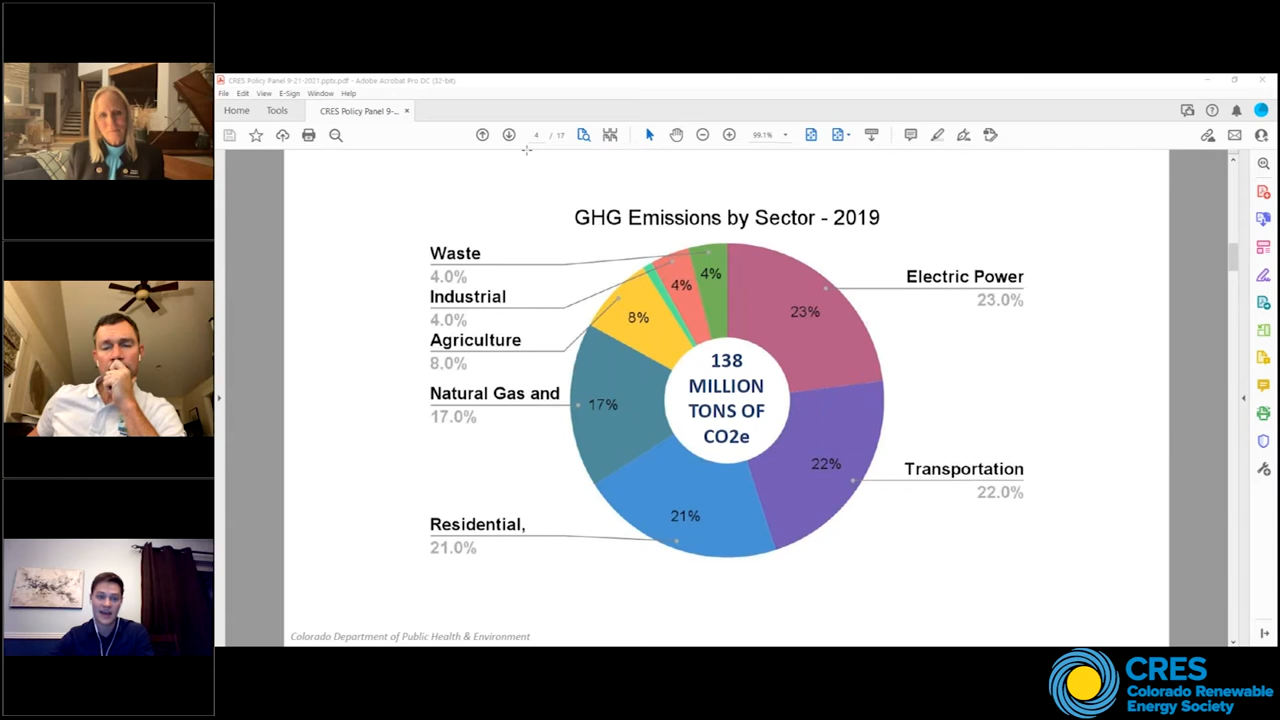 CRES Policy Panel 9-21-2021.pptx.pdf - Adobe Acrobat Pro DC (32-bit)
File Edit View E-Sign Window Help
Home Tools CRES Policy Panel 9-... ×
4 / 17 99.1%
GHG Emissions by Sector - 2019
Waste
4.0%
Industrial
4.0%
Agriculture
8.0%
Natural Gas and
17.0%
Residential,
21.0%
4%
4%
8%
17%
21%
23%
22%
138
MILLION
TONS OF
CO2e
Electric Power
23.0%
Transportation
22.0%
Colorado Department of Public Health & Environment
CRES
Colorado Renewable
Energy Society